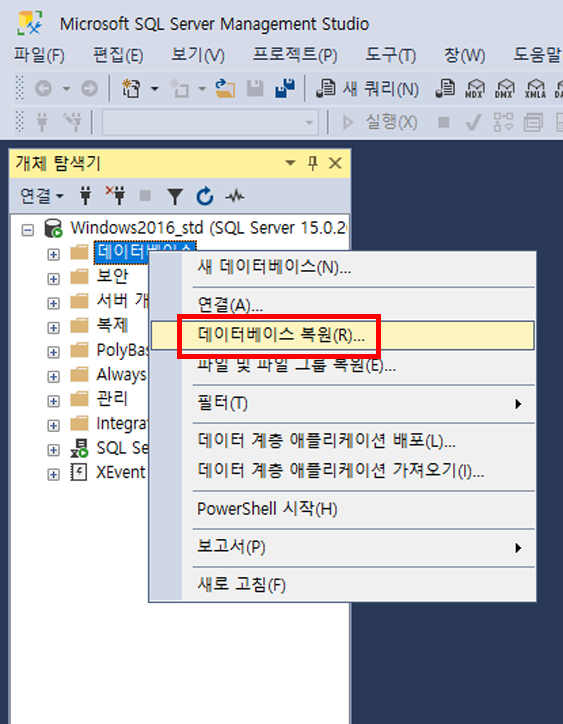 Microsoft SQL Server Management Studio
파일(F) 편집(E) 보기(V) 프로젝트(P) 도구(T) 창(W) 도움말
새 쿼리(N) MDX DMX XMLA
실행(X)
개체 탐색기
연결
Windows2016_std (SQL Server 15.0.2
데이터베이스
보안
서버 개
복제
PolyBas
Always
관리
Integrat
SQL Se
XEvent
새 데이터베이스(N)...
연결(A)...
데이터베이스 복원(R)...
파일 및 파일 그룹 복원(E)...
필터(T)
데이터 계층 애플리케이션 배포(L)...
데이터 계층 애플리케이션 가져오기(I)...
PowerShell 시작(H)
보고서(P)
새로 고침(F)